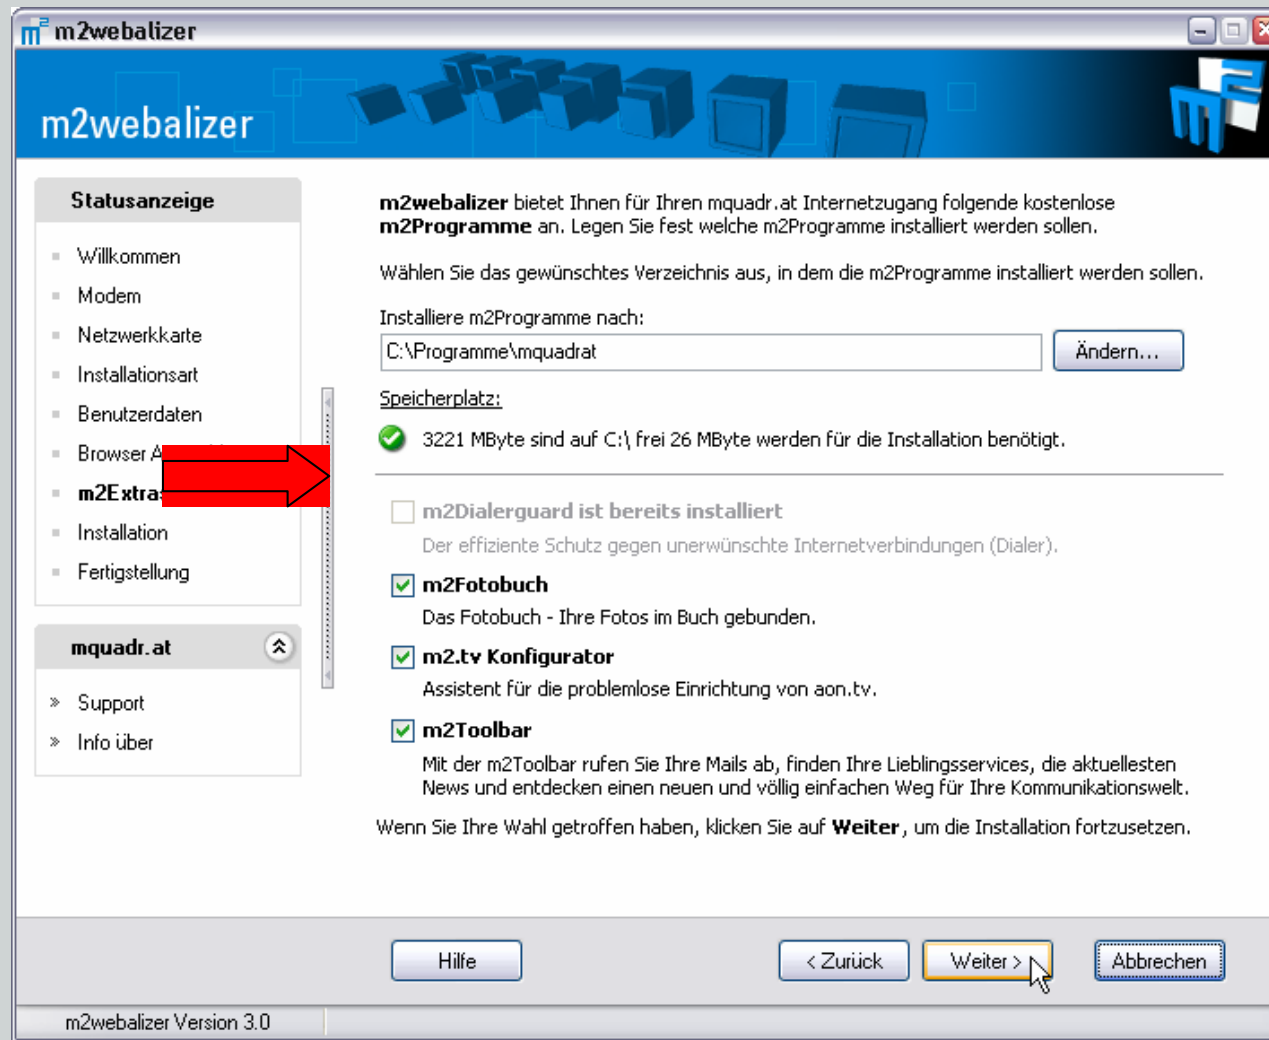 m2 m2webalizer
m2webalizer
m2
Statusanzeige
Willkommen
Modem
Netzwerkkarte
Installationsart
Benutzerdaten
Browser
m2Extras
Installation
Fertigstellung
mquadr.at
» Support
» Info über
m2webalizer bietet Ihnen für Ihren mquadr.at Internetzugang folgende kostenlose
m2Programme an. Legen Sie fest welche m2Programme installiert werden sollen.
Wählen Sie das gewünschtes Verzeichnis aus, in dem die m2Programme installiert werden sollen.
Installiere m2Programme nach:
C:\Programme\mquadrat
Ändern...
Speicherplatz:
3221 MByte sind auf C:\ frei 26 MByte werden für die Installation benötigt.
m2Dialerguard ist bereits installiert
Der effiziente Schutz gegen unerwünschte Internetverbindungen (Dialer).
m2Fotobuch
Das Fotobuch - Ihre Fotos im Buch gebunden.
m2.tv Konfigurator
Assistent für die problemlose Einrichtung von aon.tv.
m2Toolbar
Mit der m2Toolbar rufen Sie Ihre Mails ab, finden Ihre Lieblingsservices, die aktuellesten
News und entdecken einen neuen und völlig einfachen Weg für Ihre Kommunikationswelt.
Wenn Sie Ihre Wahl getroffen haben, klicken Sie auf Weiter, um die Installation fortzusetzen.
Hilfe
< Zurück
Weiter >
Abbrechen
m2webalizer Version 3.0